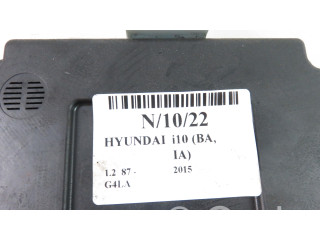 N/10/22
HYUNDAI i10 (BA,
IA)
1.2 87 - 2015
G4LA